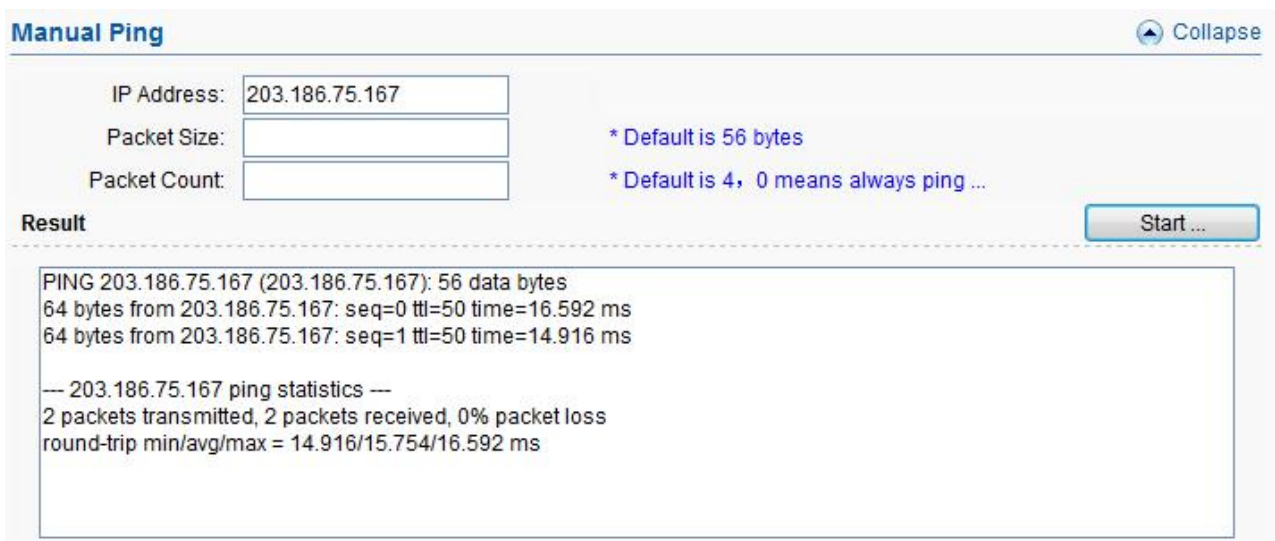 Manual Ping
Collapse
IP Address: 203.186.75.167
Packet Size: * Default is 56 bytes
Packet Count: * Default is 4，0 means always ping ...
Result
Start ...
PING 203.186.75.167 (203.186.75.167): 56 data bytes
64 bytes from 203.186.75.167: seq=0 ttl=50 time=16.592 ms
64 bytes from 203.186.75.167: seq=1 ttl=50 time=14.916 ms
--- 203.186.75.167 ping statistics ---
2 packets transmitted, 2 packets received, 0% packet loss
round-trip min/avg/max = 14.916/15.754/16.592 ms